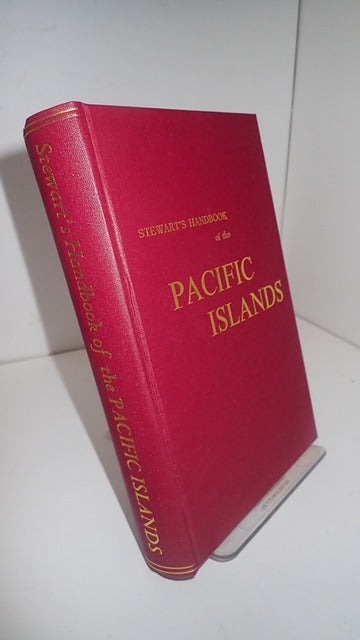 Stewart's Handbook of the PACIFIC ISLANDS
STEWART'S HANDBOOK
of the
PACIFIC
ISLANDS